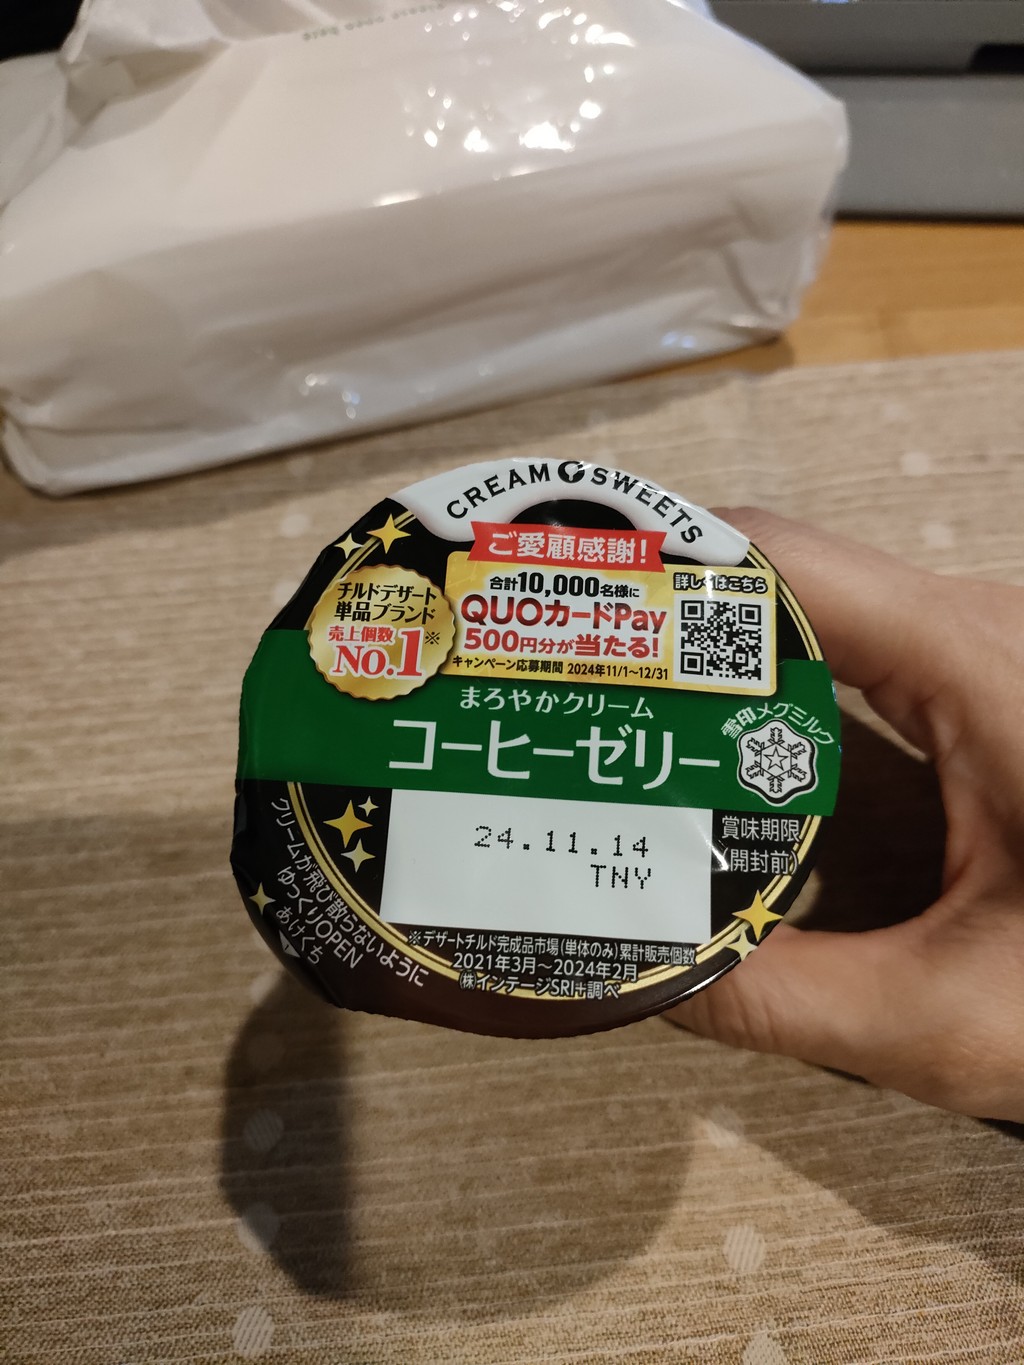 CREAM SWEETS
ご愛顧感謝!
合計10,000名様に
QUOカードPay
500円分が当たる!
キャンペーン応募期間 2024年11/1~12/31
詳しくはこちら
チルドデザート
単品ブランド
売上個数
No.1※
まろやかクリーム
コーヒーゼリー
雪印メグミルク
24.11.14
TNY
賞味期限
(開封前)
クリームが飛び散らないように
ゆっくりOPEN
あけくち
※デザートチルド完成品市場(単体のみ)累計販売個数
2021年3月~2024年2月
(株)インテージSRI+調べ